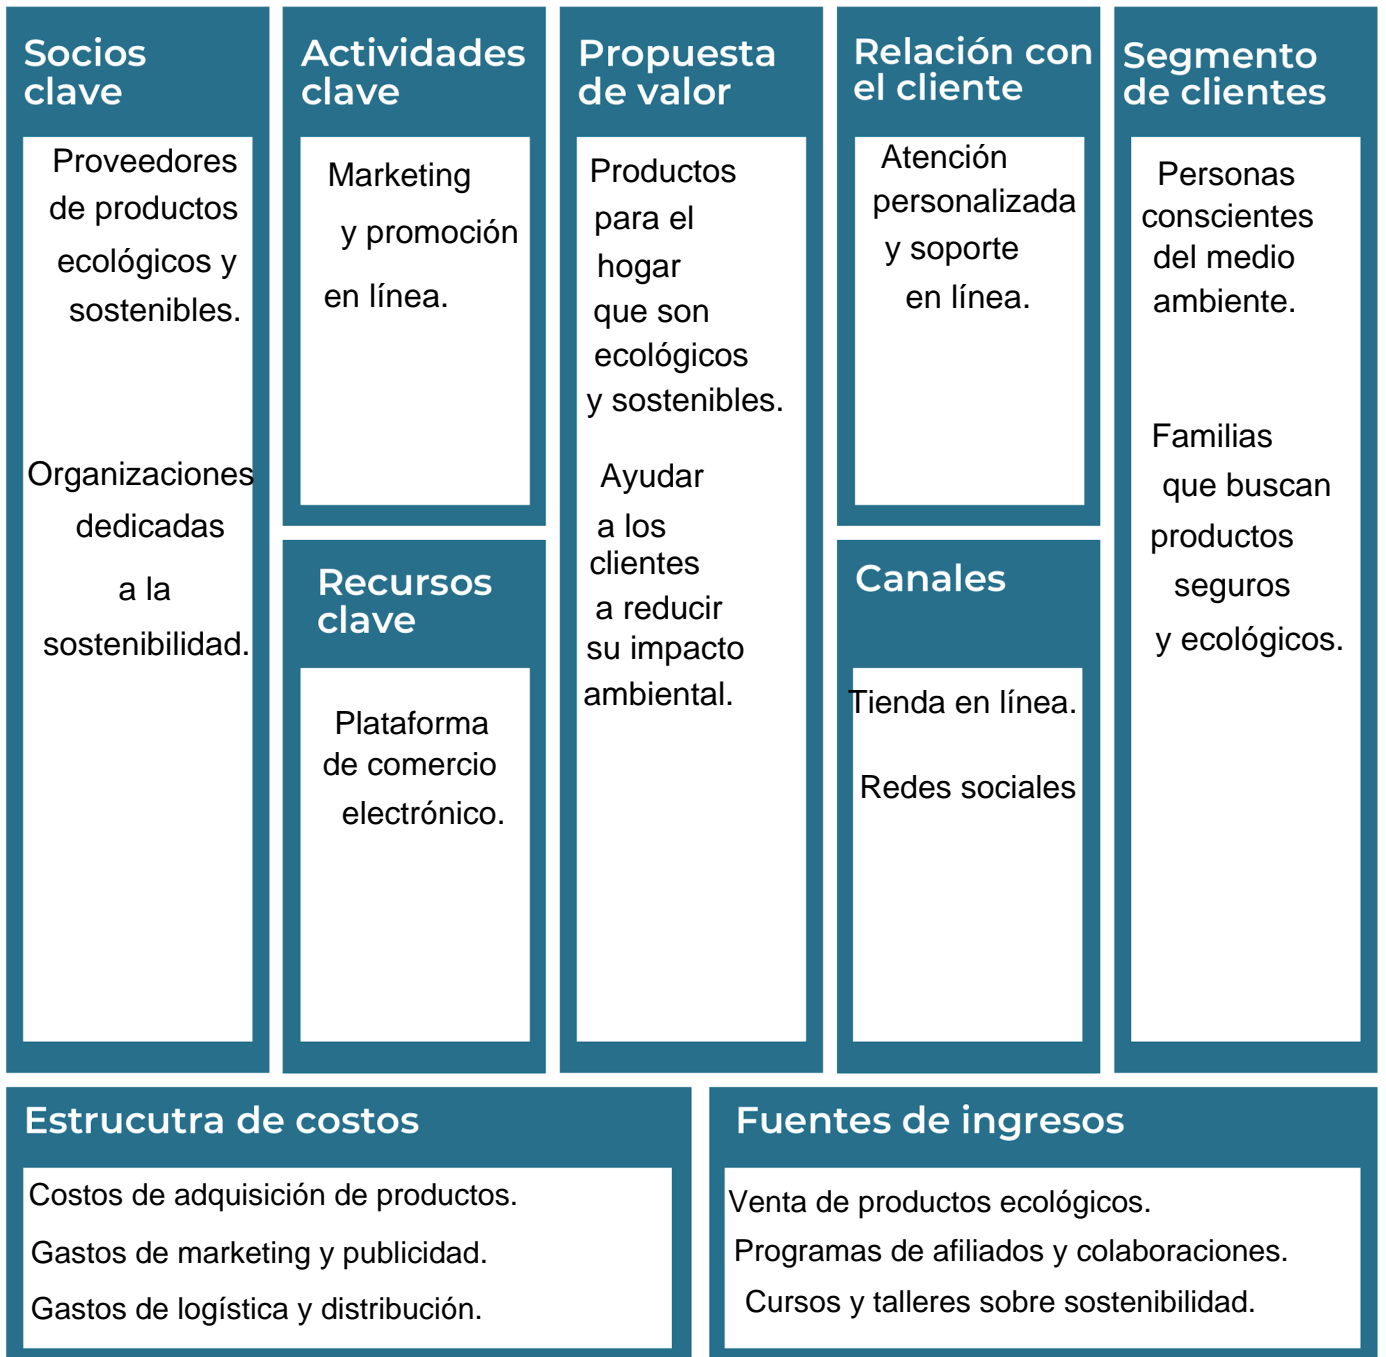 Socios
clave
Proveedores
de productos
ecológicos y
sostenibles.
Organizaciones
dedicadas
a la
sostenibilidad.
Actividades
clave
Marketing
y promoción
en línea.
Recursos
clave
Plataforma
de comercio
electrónico.
Propuesta
de valor
Productos
para el
hogar
que son
ecológicos
y sostenibles.
Ayudar
a los
clientes
a reducir
su impacto
ambiental.
Relación con
el cliente
Atención
personalizada
y soporte
en línea.
Canales
Tienda en línea.
Redes sociales
Segmento
de clientes
Personas
conscientes
del medio
ambiente.
Familias
que buscan
productos
seguros
y ecológicos.
Estrucutra de costos
Costos de adquisición de productos.
Gastos de marketing y publicidad.
Gastos de logística y distribución.
Fuentes de ingresos
Venta de productos ecológicos.
Programas de afiliados y colaboraciones.
Cursos y talleres sobre sostenibilidad.